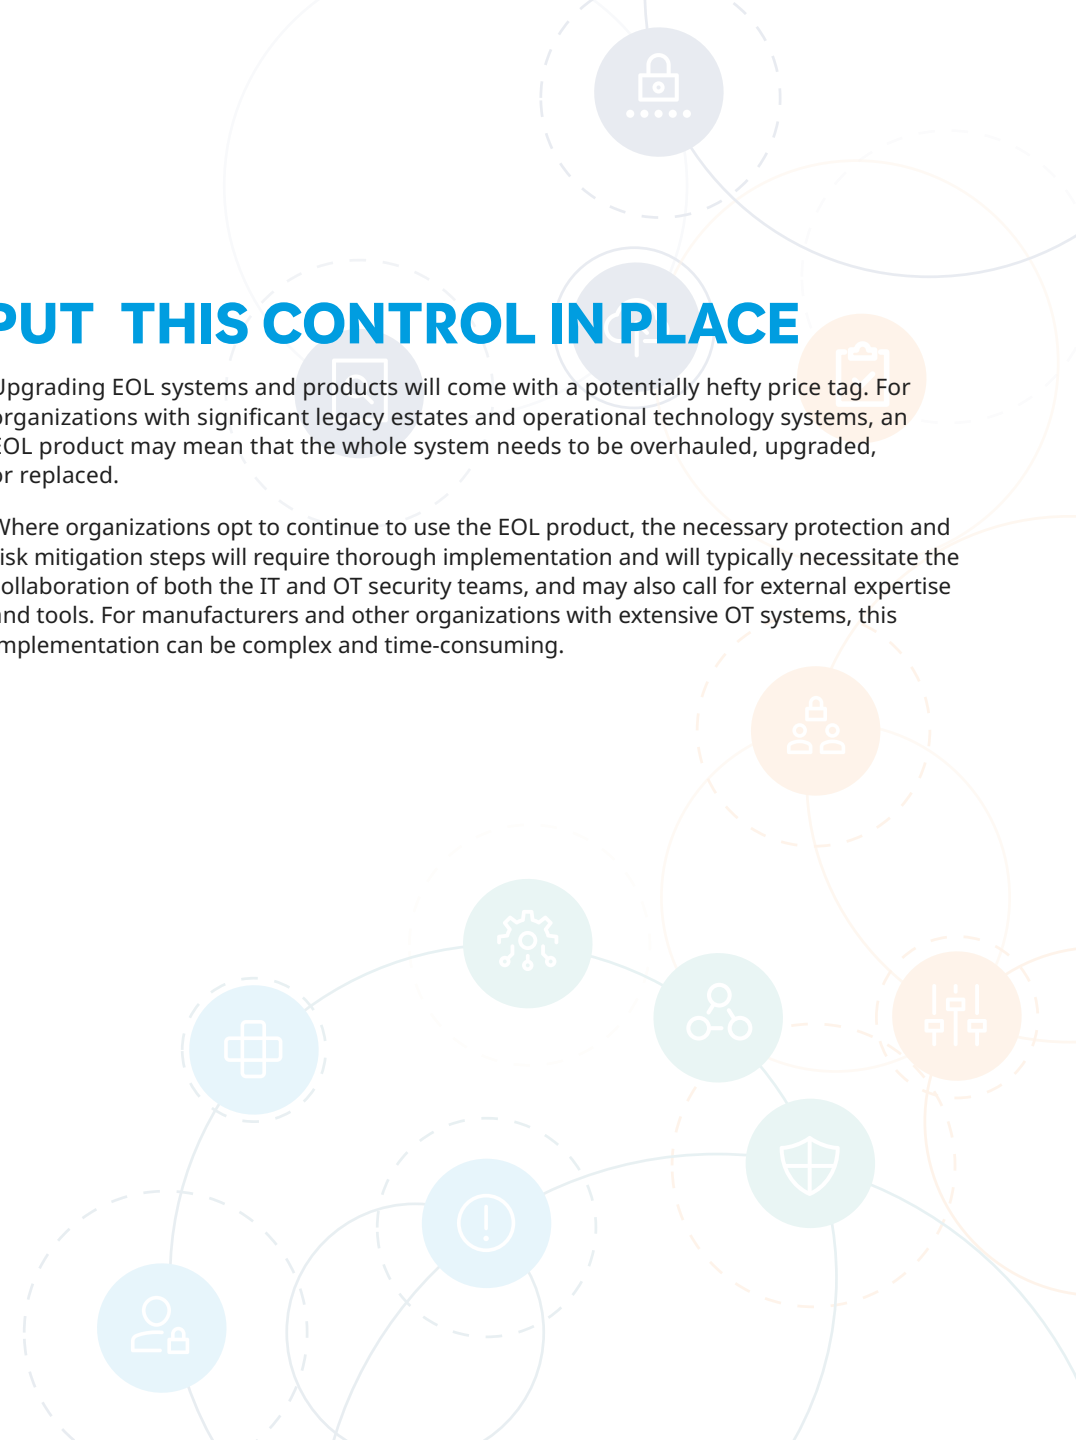 PUT THIS CONTROL IN PLACE
Upgrading EOL systems and products will come with a potentially hefty price tag. For
organizations with significant legacy estates and operational technology systems, an
EOL product may mean that the whole system needs to be overhauled, upgraded,
or replaced.
Where organizations opt to continue to use the EOL product, the necessary protection and
risk mitigation steps will require thorough implementation and will typically necessitate the
collaboration of both the IT and OT security teams, and may also call for external expertise
and tools. For manufacturers and other organizations with extensive OT systems, this
implementation can be complex and time-consuming.